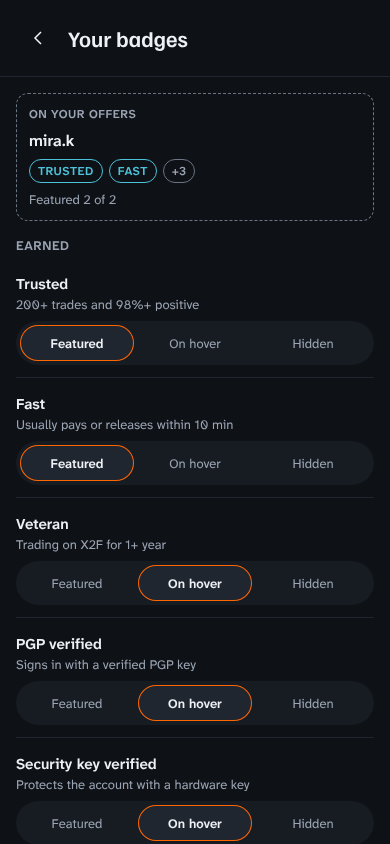 Your badges
ON YOUR OFFERS
mira.k
TRUSTED FAST +3
Featured 2 of 2
EARNED
Trusted
200+ trades and 98%+ positive
Featured On hover Hidden
Fast
Usually pays or releases within 10 min
Featured On hover Hidden
Veteran
Trading on X2F for 1+ year
Featured On hover Hidden
PGP verified
Signs in with a verified PGP key
Featured On hover Hidden
Security key verified
Protects the account with a hardware key
Featured On hover Hidden